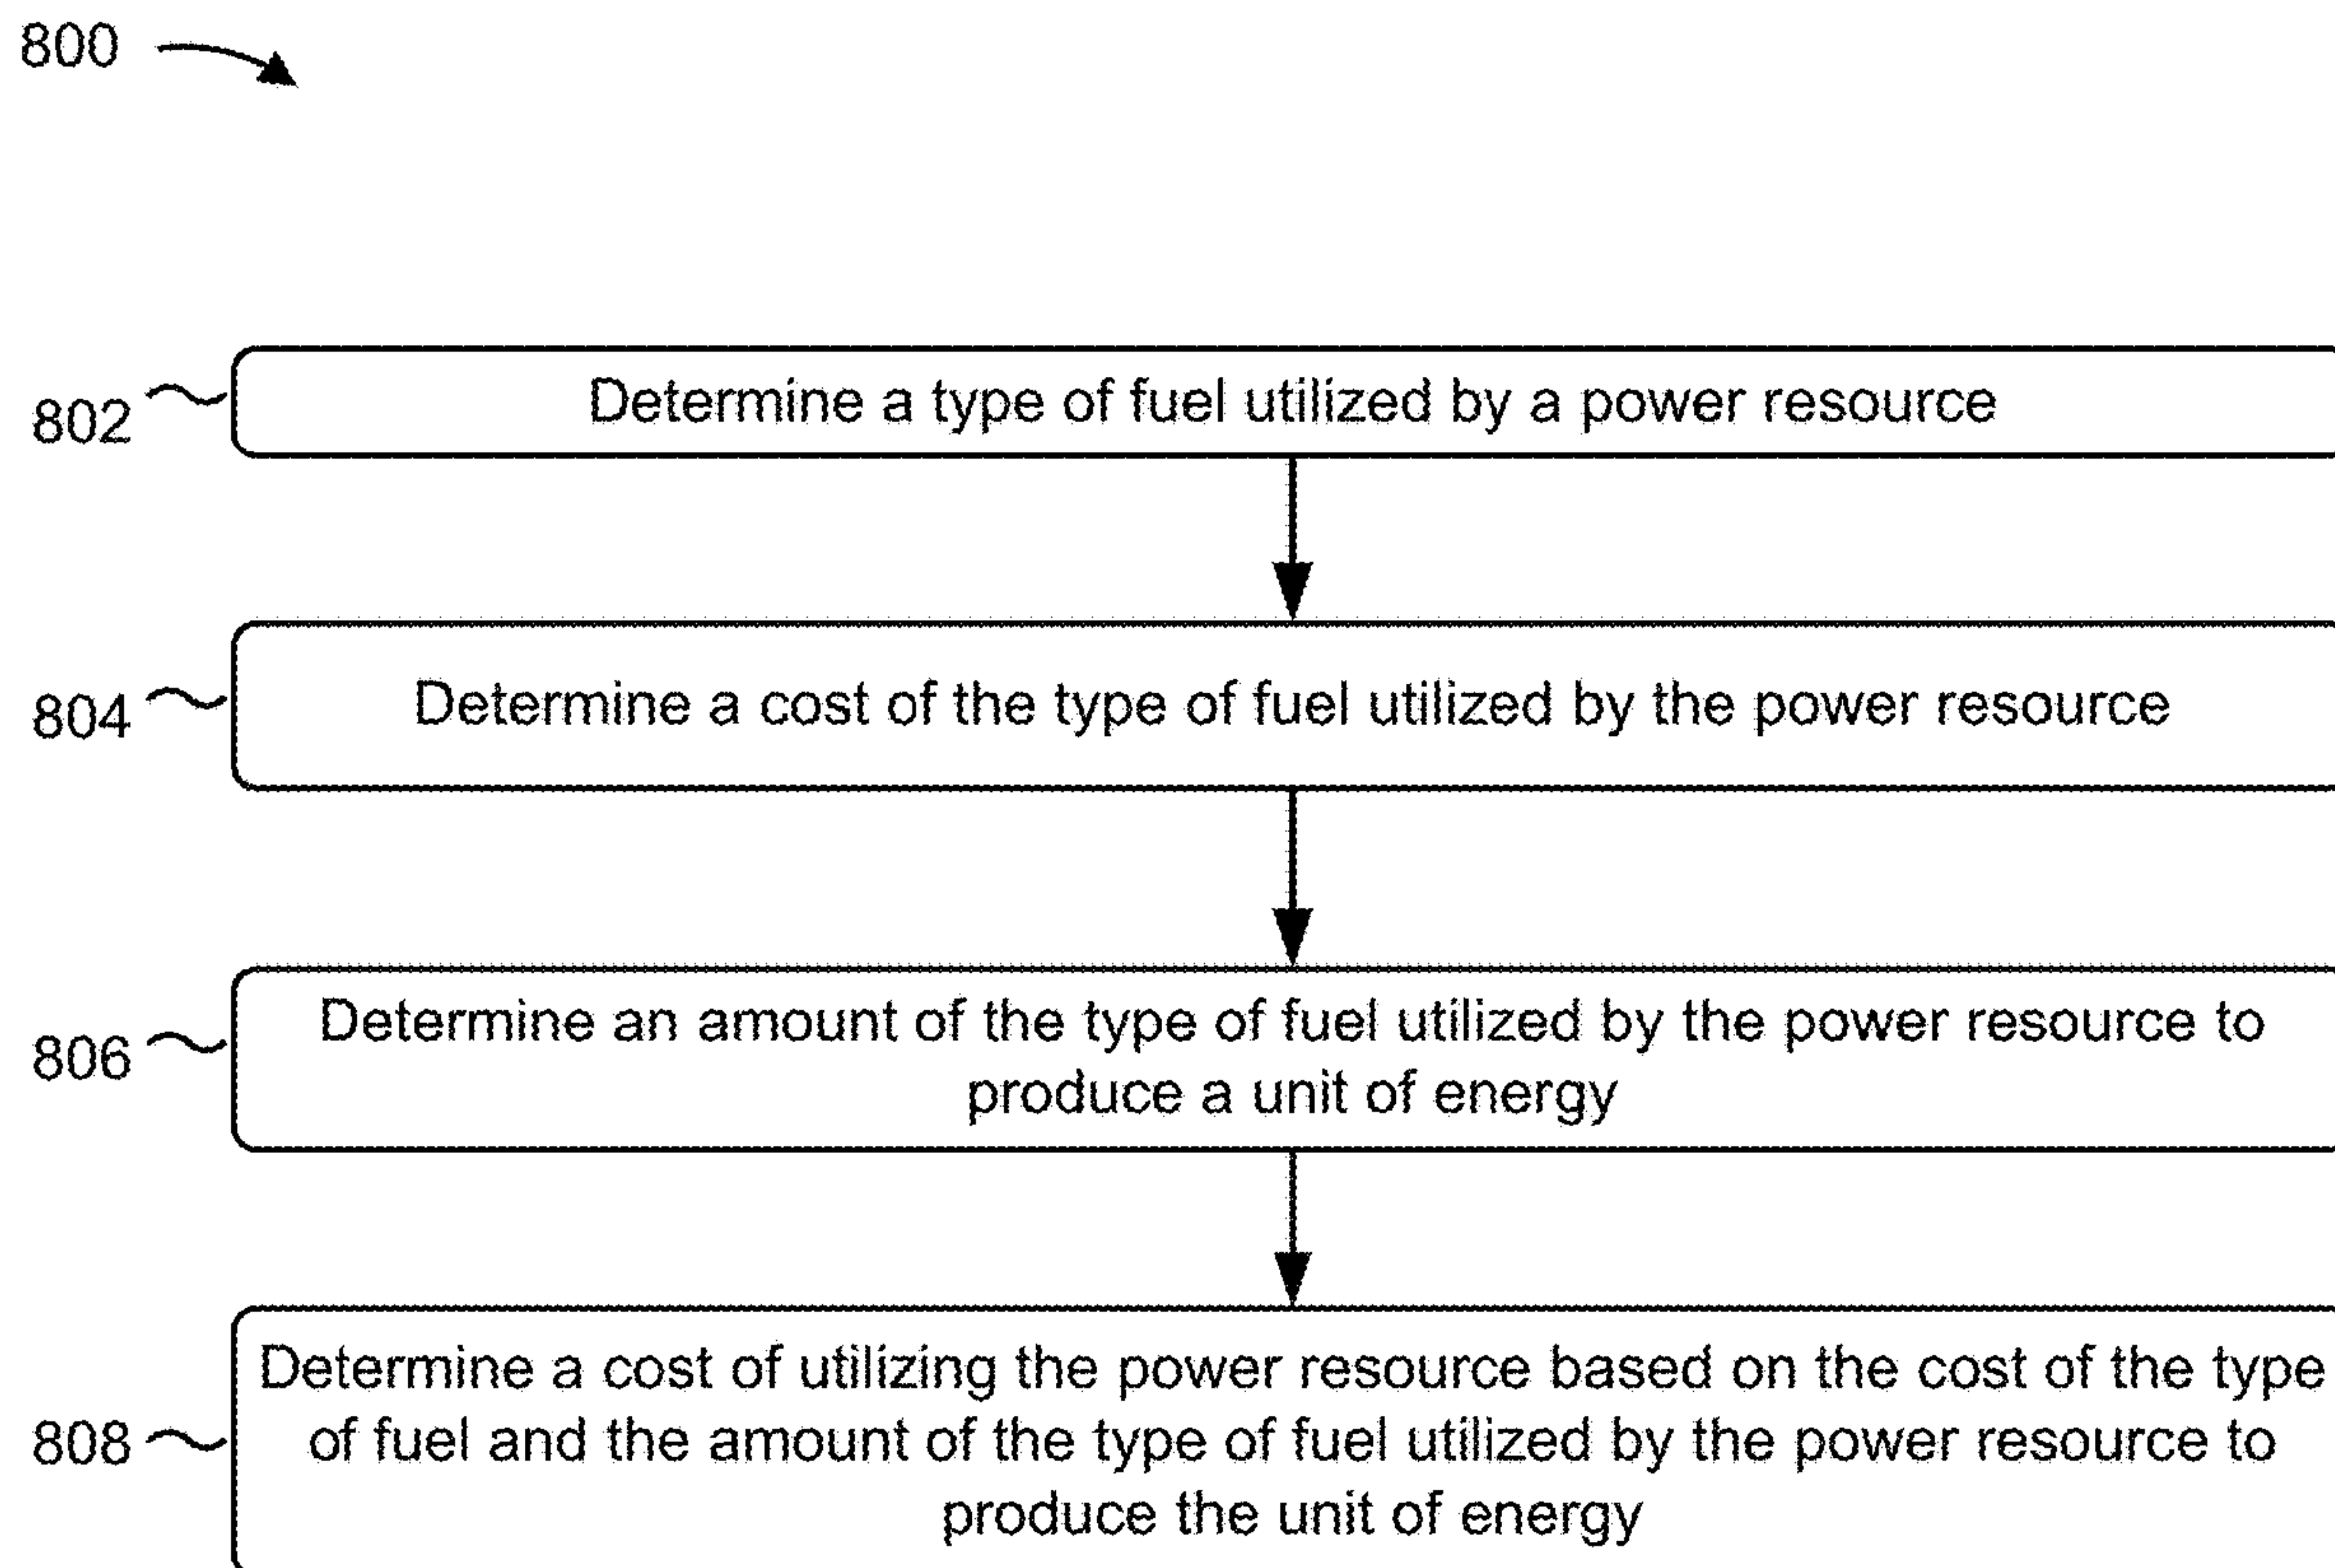 800
802
Determine a type of fuel utilized by a power resource
804
Determine a cost of the type of fuel utilized by the power resource
806
Determine an amount of the type of fuel utilized by the power resource to
produce a unit of energy
808
Determine a cost of utilizing the power resource based on the cost of the type
of fuel and the amount of the type of fuel utilized by the power resource to
produce the unit of energy